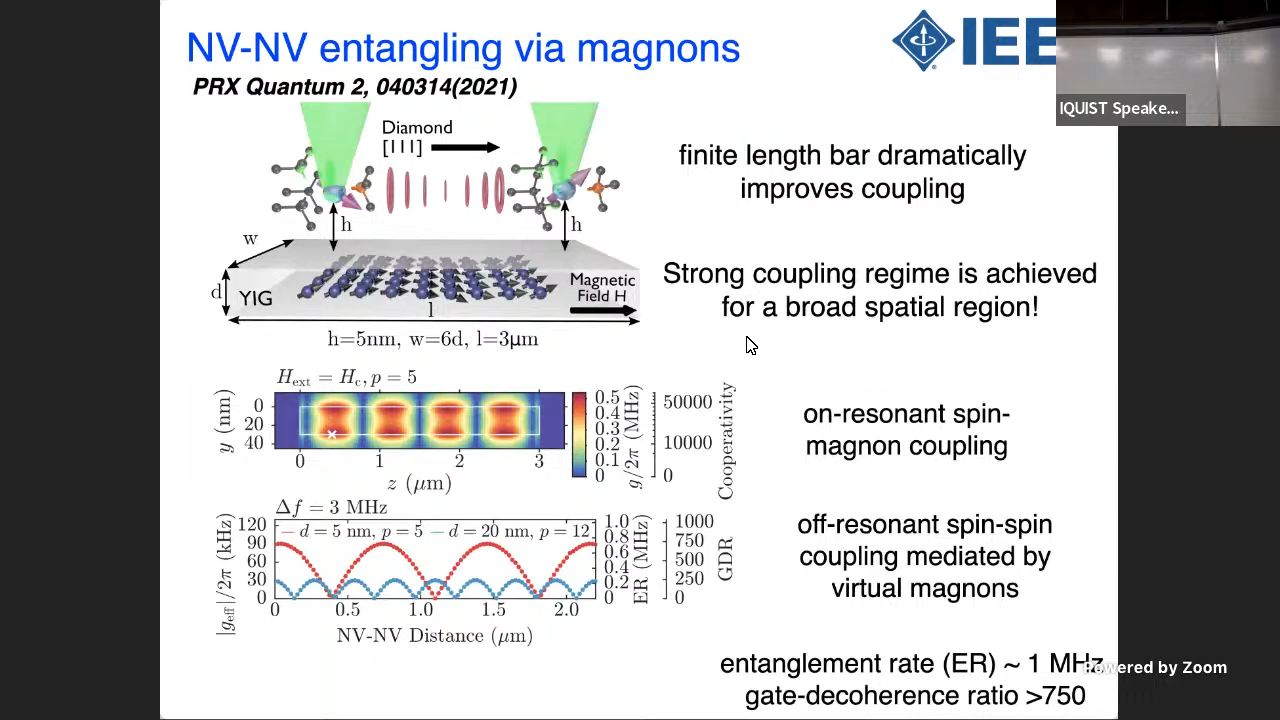 NV-NV entangling via magnons
IEE
PRX Quantum 2, 040314(2021)
IQUIST Speake...
Diamond
[111]
h
h
w
d
YIG
Magnetic
Field H
l
h=5nm, w=6d, l=3μm
finite length bar dramatically
improves coupling
Strong coupling regime is achieved
for a broad spatial region!
H_ext = H_c, p = 5
y (nm)
0
20
40
0 1 2 3
z (μm)
0.5
0.4
0.3
0.2
0.1
0
g/2π (MHz)
50000
10000
0
Cooperativity
on-resonant spin-
magnon coupling
Δf = 3 MHz
|g_eff|/2π (kHz)
120
90
60
30
0
d = 5 nm, p = 5 d = 20 nm, p = 12
1.0
0.8
0.6
0.4
0.2
0
ER (MHz)
1000
750
500
250
0
GDR
0 0.5 1.0 1.5 2.0
NV-NV Distance (μm)
off-resonant spin-spin
coupling mediated by
virtual magnons
entanglement rate (ER) ~ 1 MHz
Powered by Zoom
gate-decoherence ratio >750